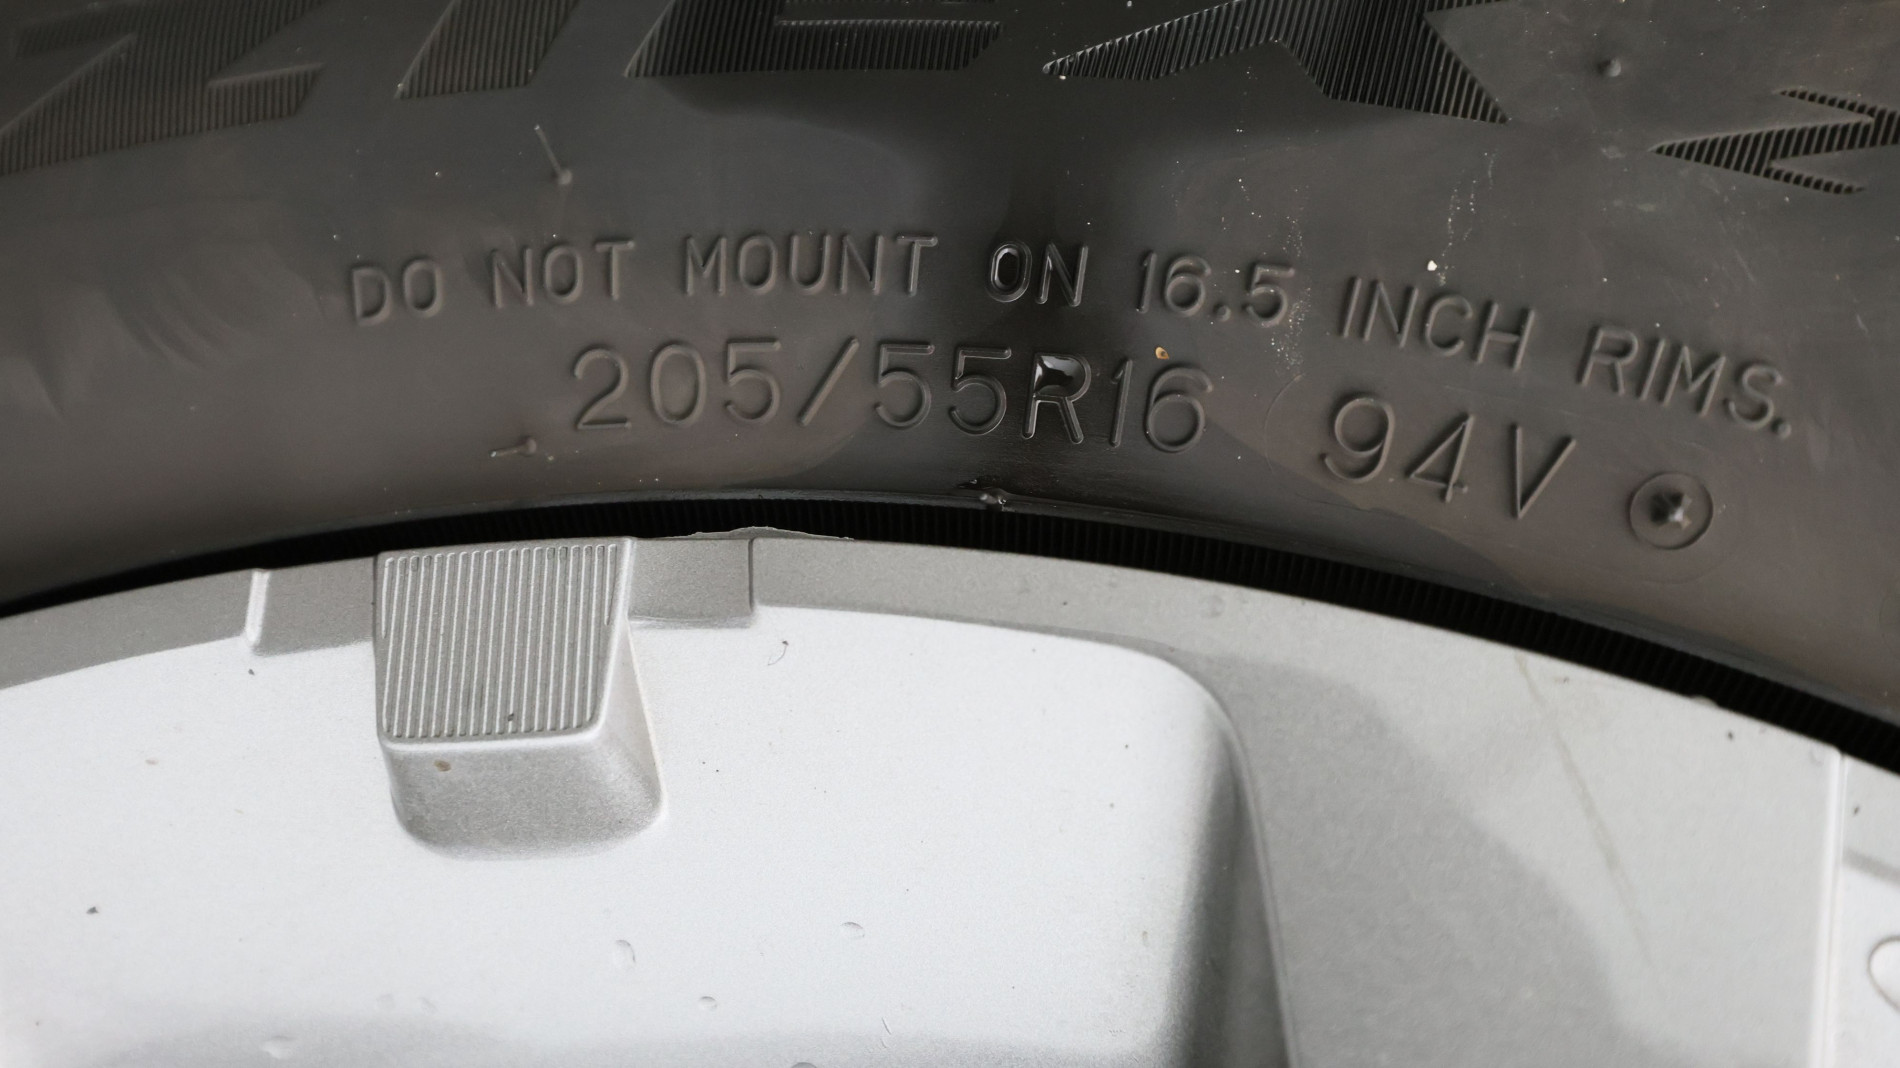 DO NOT MOUNT ON 16.5 INCH RIMS.
205/55R16 94V